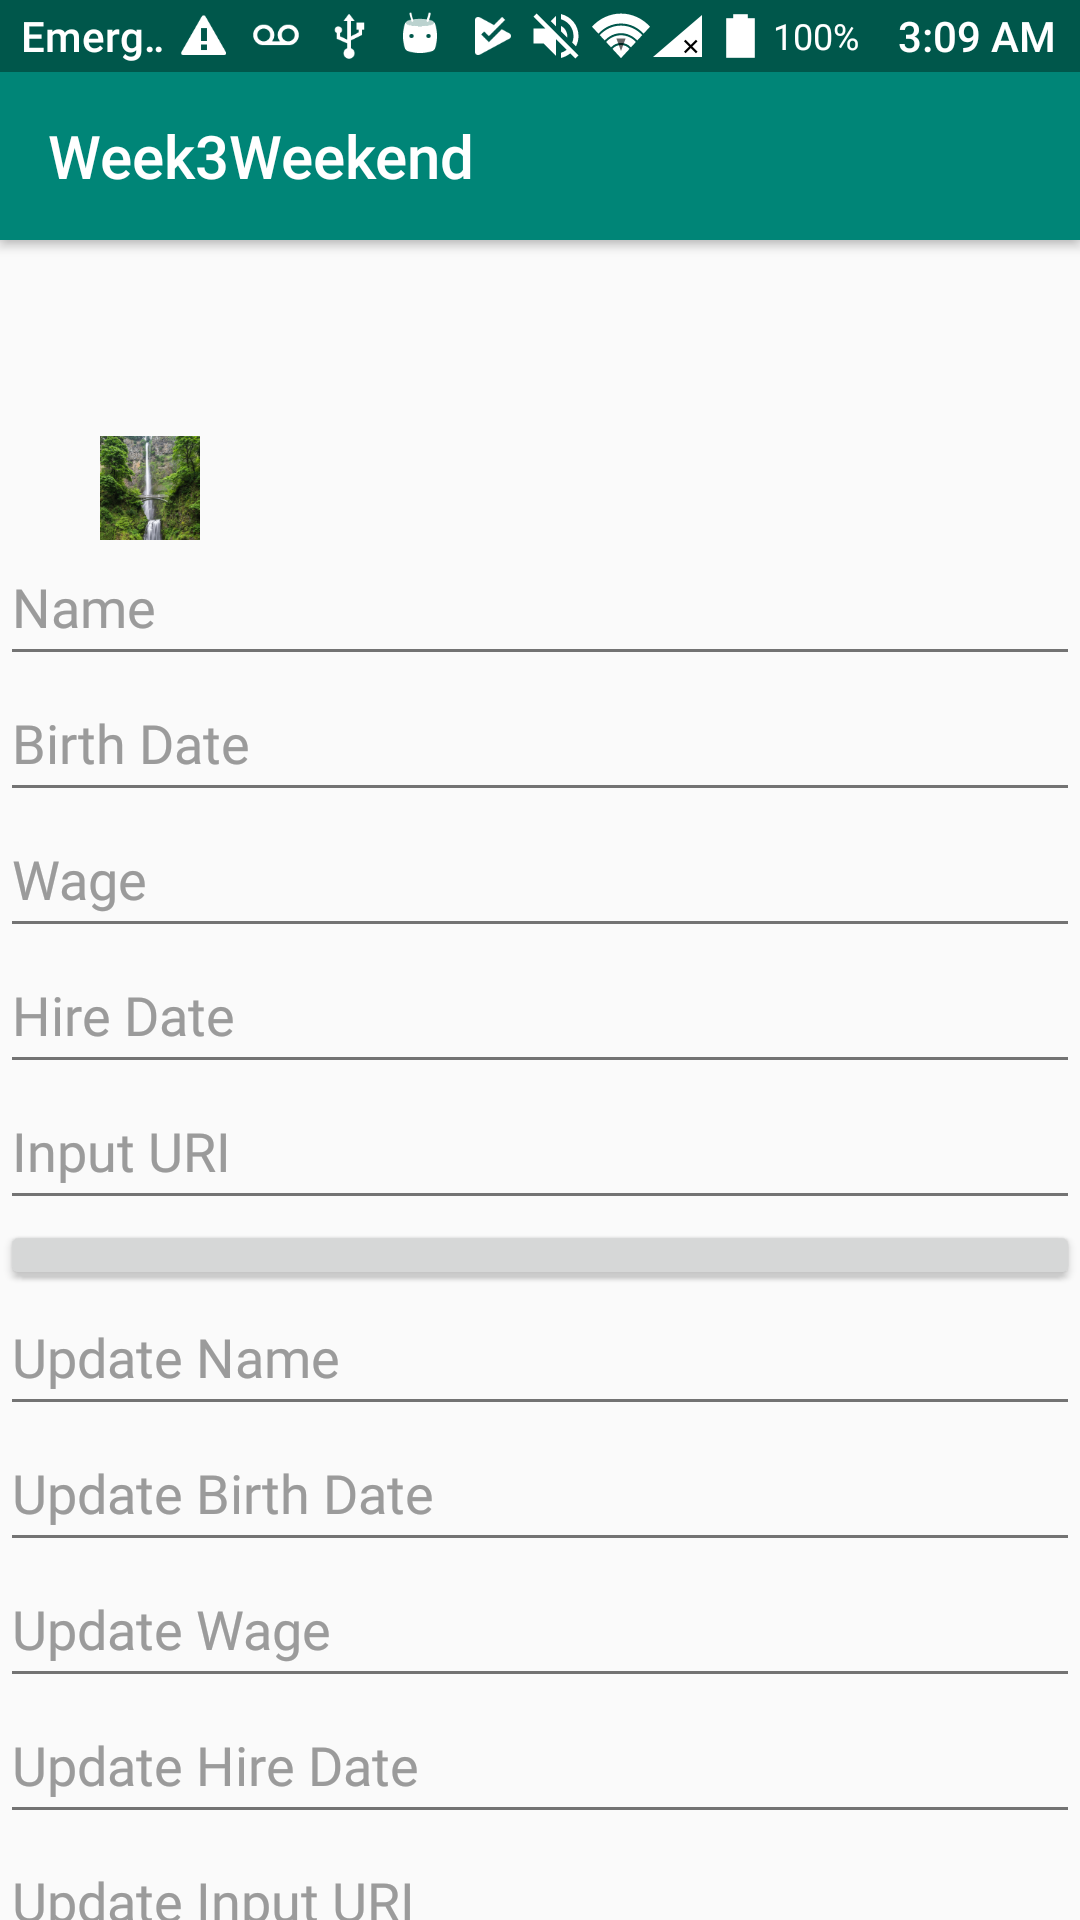 Emerg.. 100% 3:09 AM
Week3Weekend
Name
Birth Date
Wage
Hire Date
Input URI
Update Name
Update Birth Date
Update Wage
Update Hire Date
Update Input URI